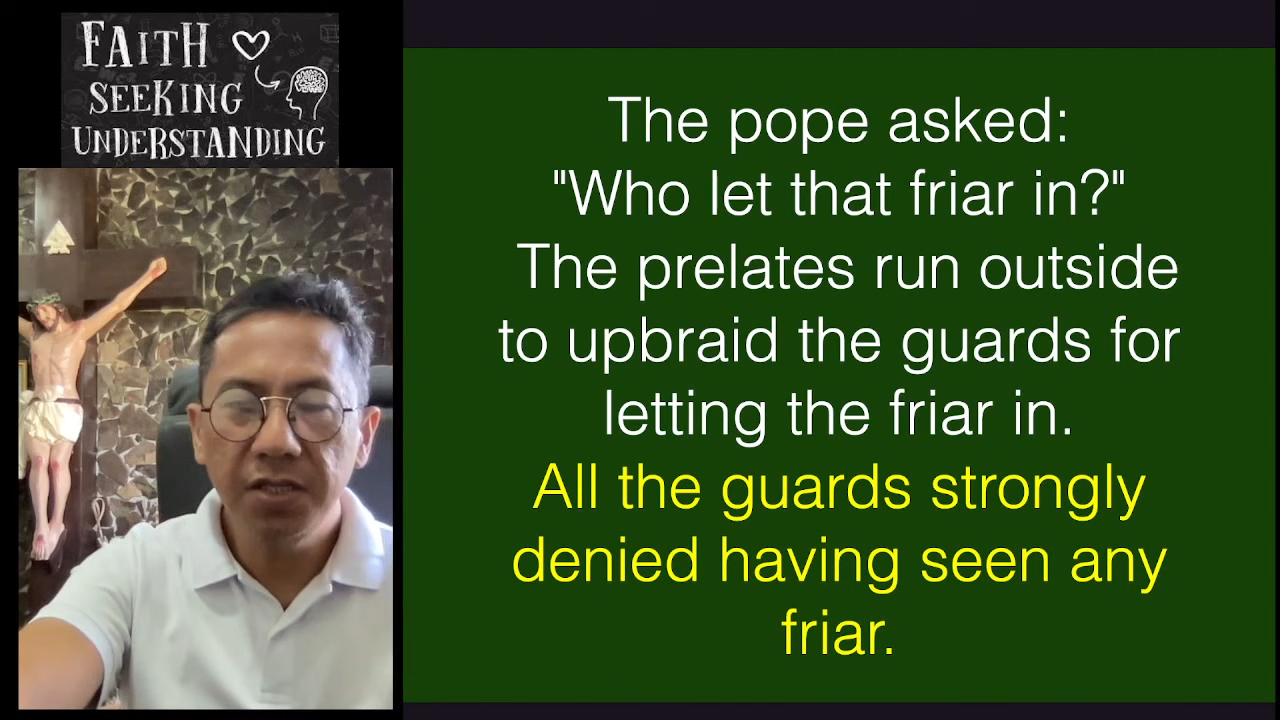 FAITH
SEEKING
UNDERSTANDING
The pope asked:
"Who let that friar in?"
The prelates run outside
to upbraid the guards for
letting the friar in.
All the guards strongly
denied having seen any
friar.